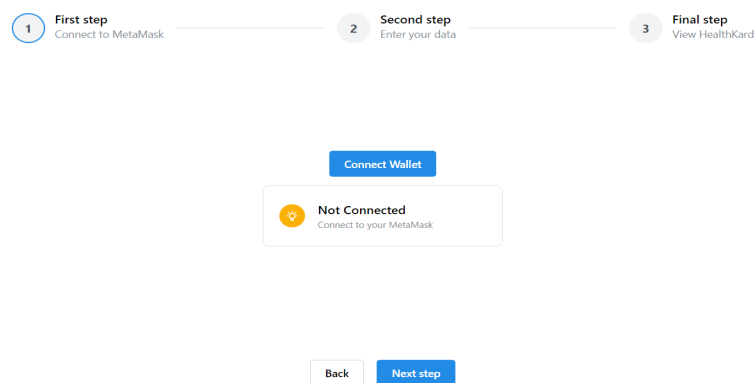 1 First step
Connect to MetaMask
2 Second step
Enter your data
3 Final step
View HealthKard
Connect Wallet
Not Connected
Connect to your MetaMask
Back Next step